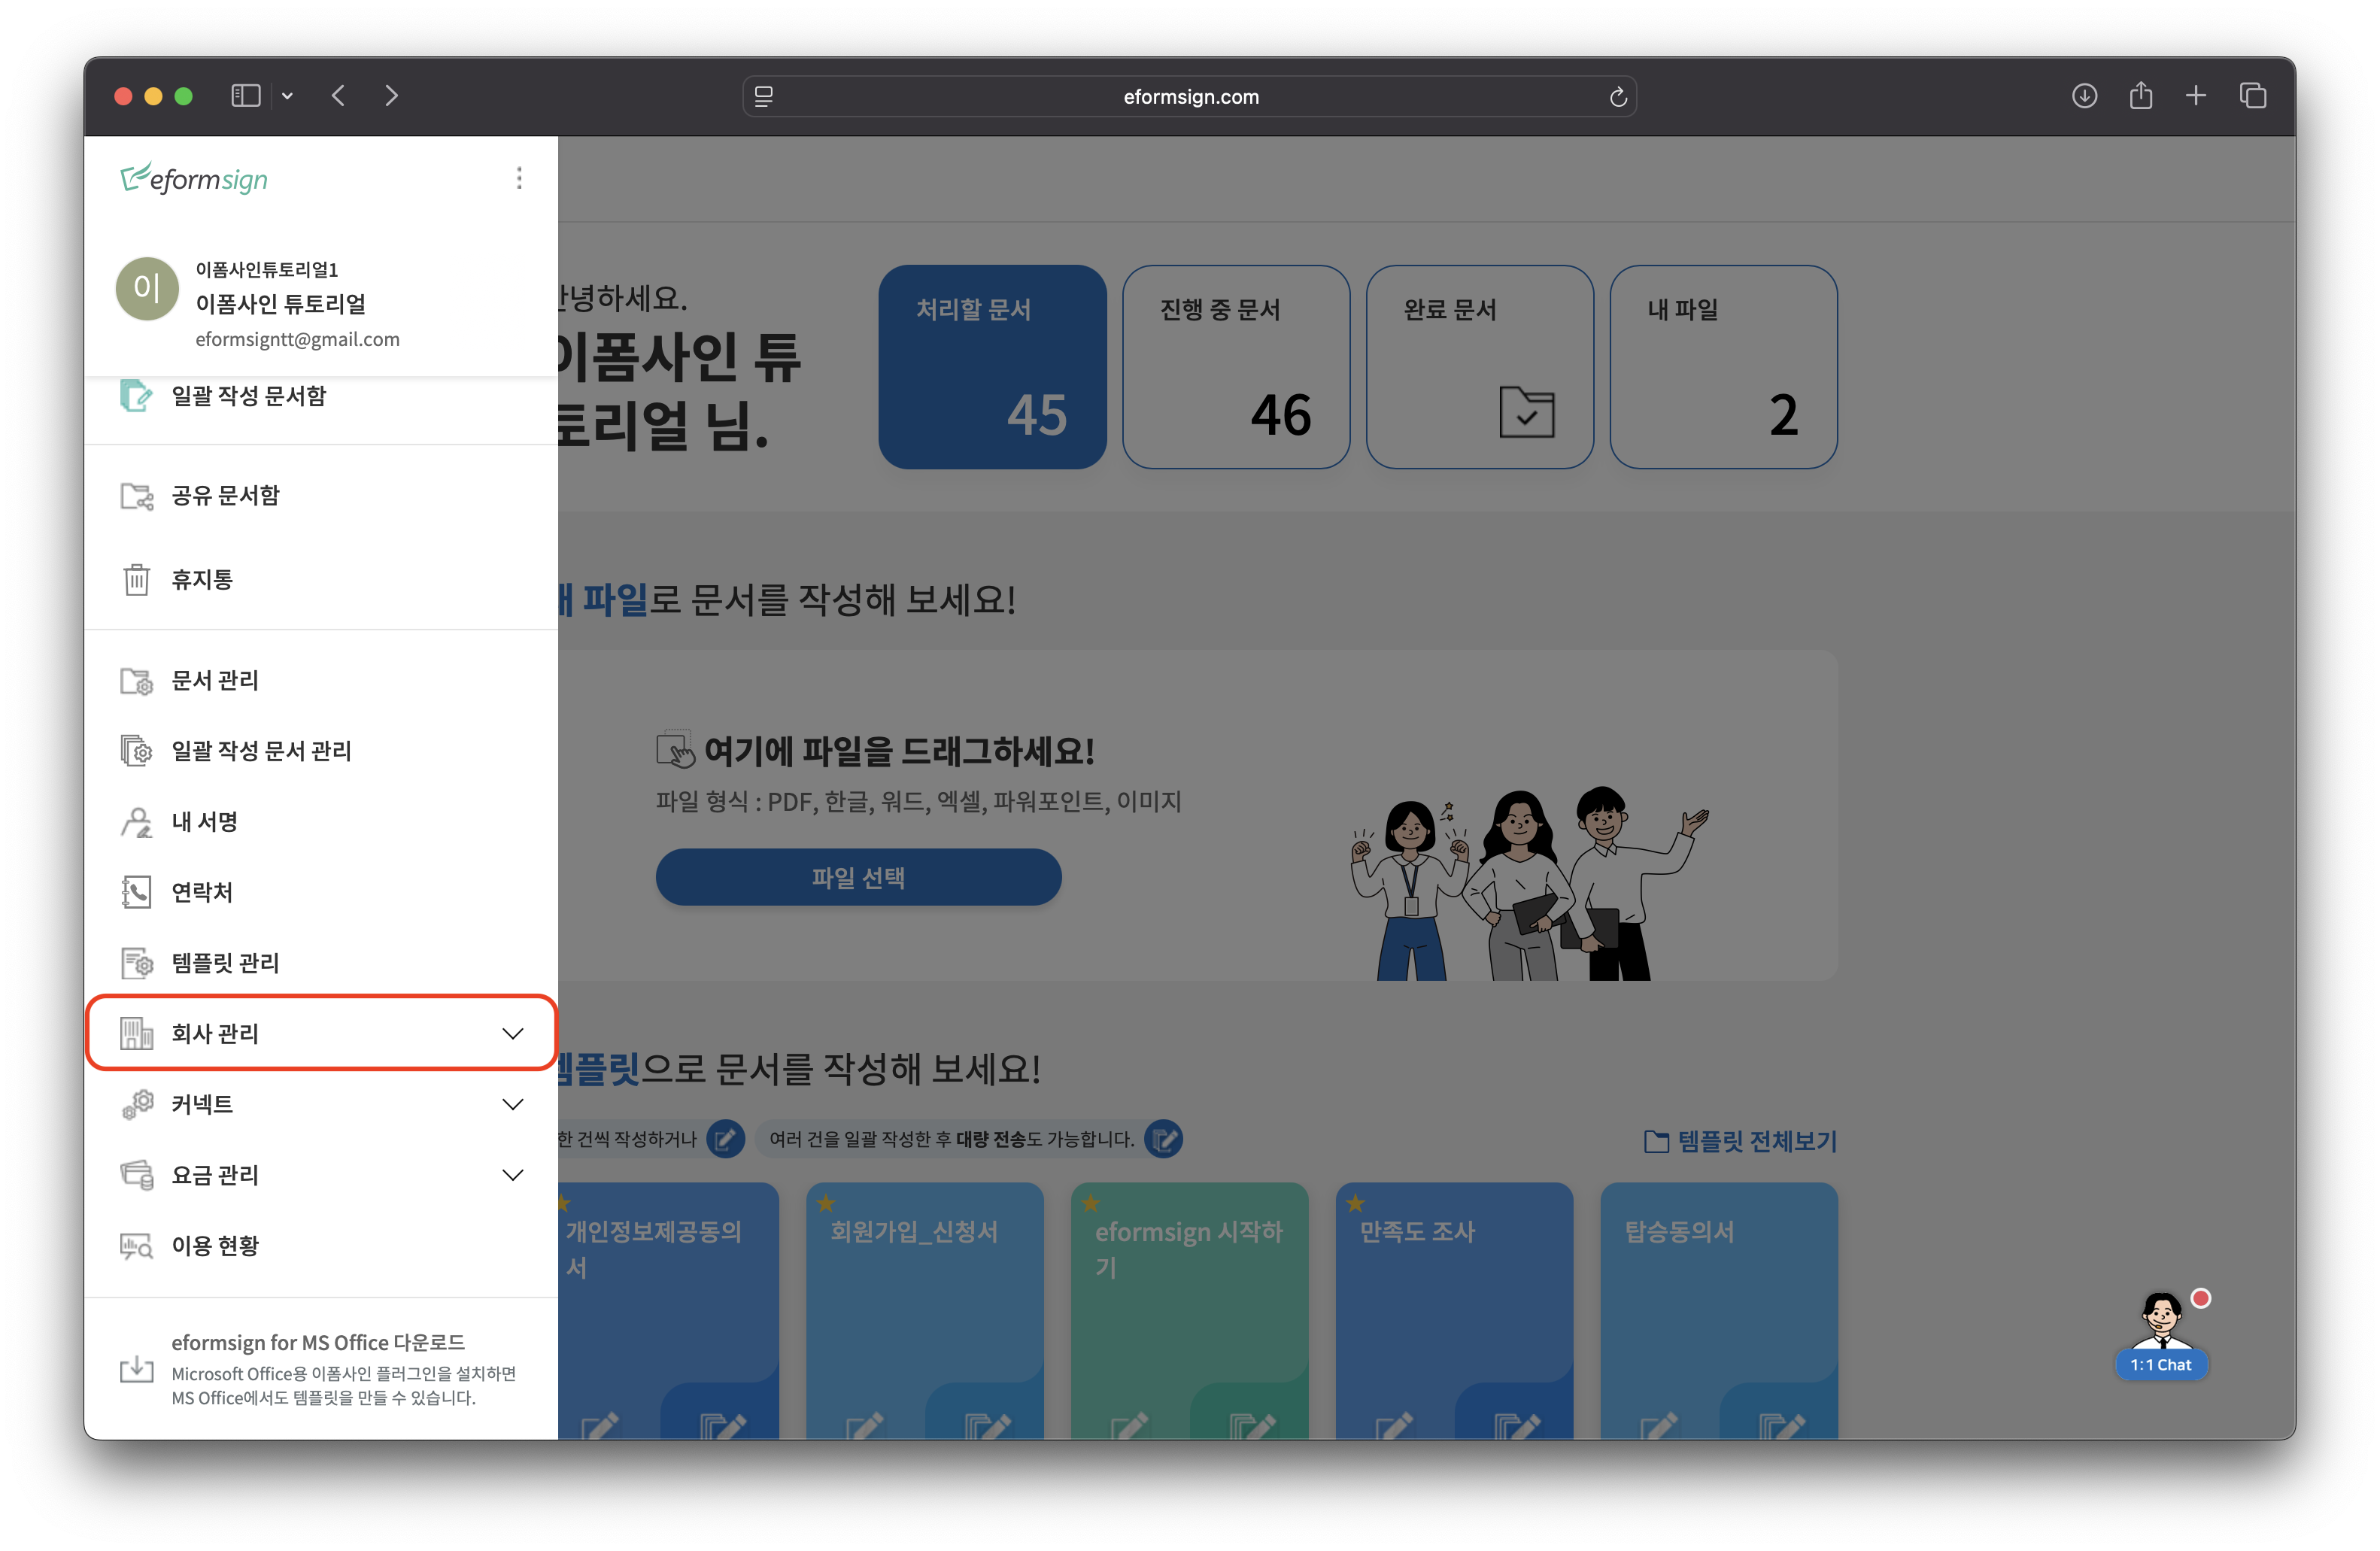 eformsign.com
eformsign
이
이폼사인튜토리얼1
이폼사인 튜토리얼
eformsigntt@gmail.com
일괄 작성 문서함
공유 문서함
휴지통
문서 관리
일괄 작성 문서 관리
내 서명
연락처
템플릿 관리
회사 관리
커넥트
요금 관리
이용 현황
eformsign for MS Office 다운로드
Microsoft Office용 이폼사인 플러그인을 설치하면
MS Office에서도 템플릿을 만들 수 있습니다.
안녕하세요.
이폼사인 튜
토리얼 님.
처리할 문서
45
진행 중 문서
46
완료 문서
내 파일
2
내 파일로 문서를 작성해 보세요!
여기에 파일을 드래그하세요!
파일 형식 : PDF, 한글, 워드, 엑셀, 파워포인트, 이미지
파일 선택
템플릿으로 문서를 작성해 보세요!
한 건씩 작성하거나
여러 건을 일괄 작성한 후 대량 전송도 가능합니다.
템플릿 전체보기
개인정보제공동의
서
회원가입_신청서
eformsign 시작하
기
만족도 조사
탑승동의서
1:1 Chat